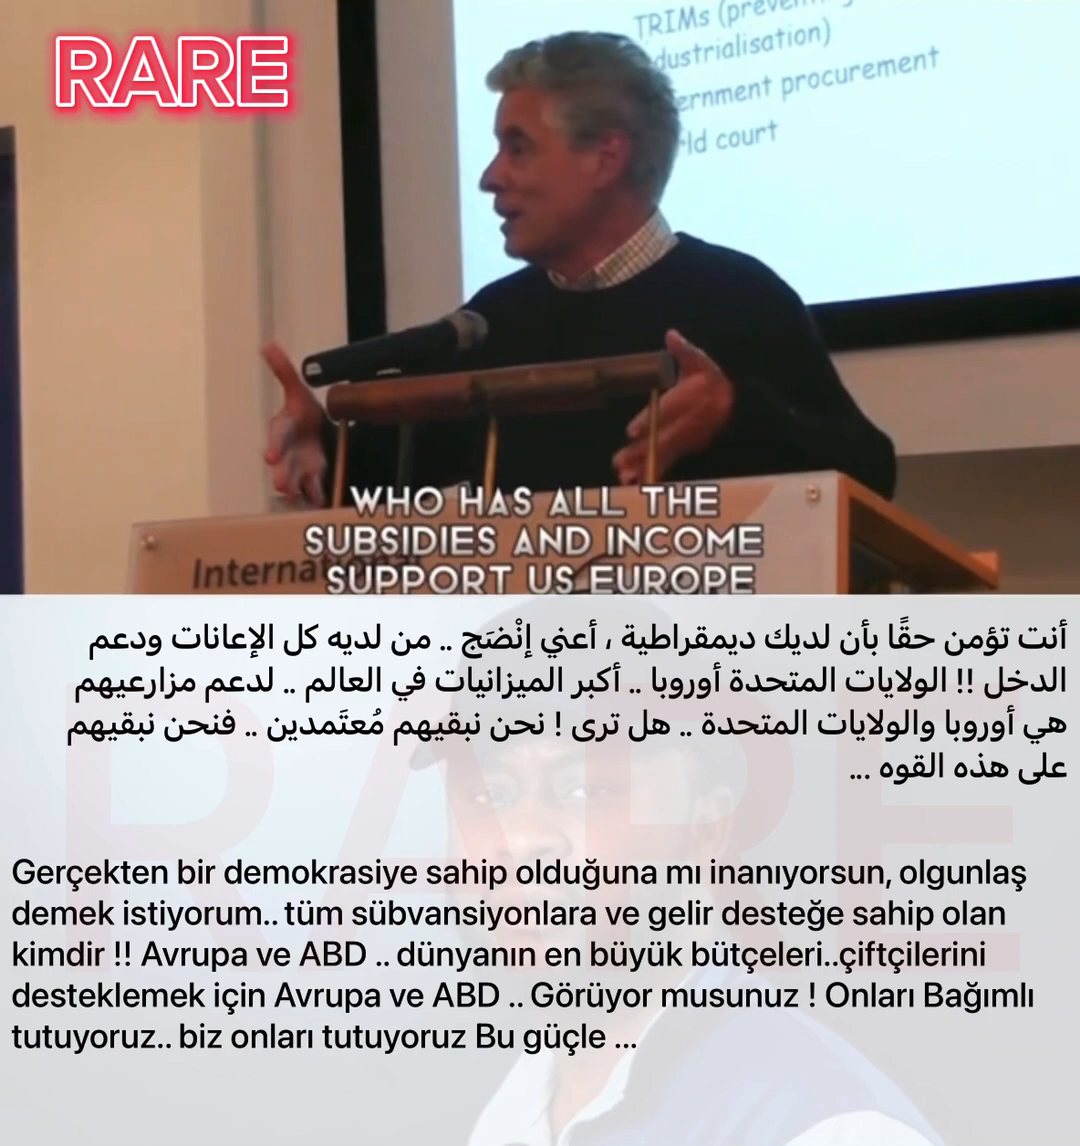 RARE
TRIMs
dustrialisation)
ernment procurement
ld court
WHO HAS ALL THE
SUBSIDIES AND INCOME
SUPPORT US EUROPE
أنت تؤمن حقًا بأن لديك ديمقراطية ، أعني إنْضَج .. من لديه كل الإعانات ودعم
الدخل !! الولايات المتحدة أوروبا .. أكبر الميزانيات في العالم .. لدعم مزارعيهم
هي أوروبا والولايات المتحدة .. هل ترى ! نحن نبقيهم مُعتَمدين .. فنحن نبقيهم
على هذه القوه ...
Gerçekten bir demokrasiye sahip olduğuna mı inanıyorsun, olgunlaş
demek istiyorum.. tüm sübvansiyonlara ve gelir desteğe sahip olan
kimdir !! Avrupa ve ABD .. dünyanın en büyük bütçeleri..çiftçilerini
desteklemek için Avrupa ve ABD .. Görüyor musunuz ! Onları Bağımlı
tutuyoruz.. biz onları tutuyoruz Bu güçle ...
RARE